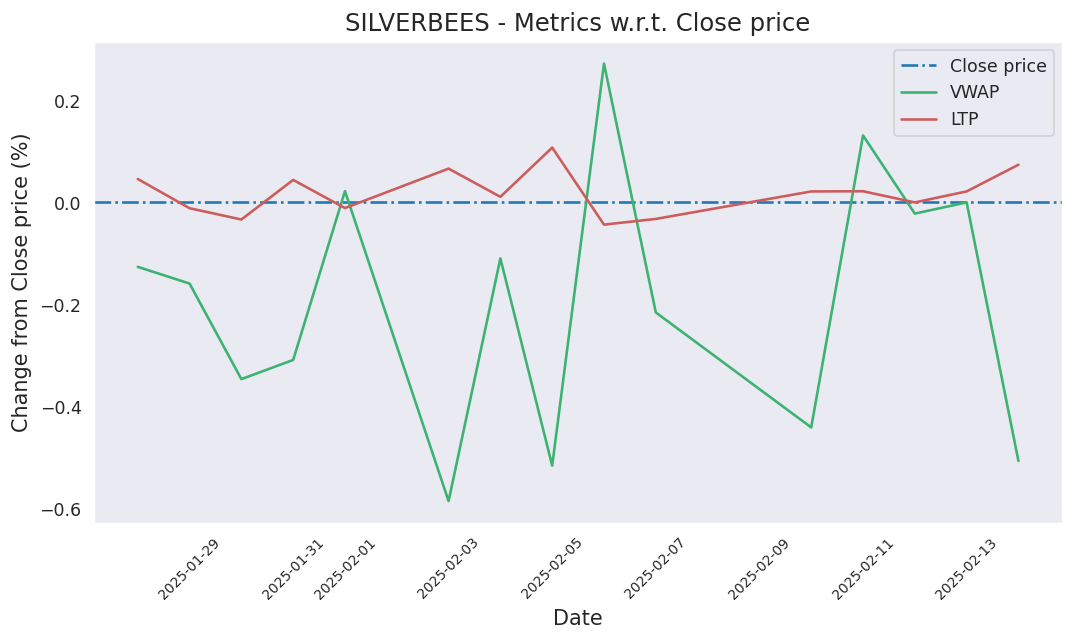 SILVERBEES - Metrics w.r.t. Close price
Close price
VWAP
LTP
Change from Close price (%)
0.2
0.0
−0.2
−0.4
−0.6
2025-01-29
2025-01-31
2025-02-01
2025-02-03
2025-02-05
2025-02-07
2025-02-09
2025-02-11
2025-02-13
Date